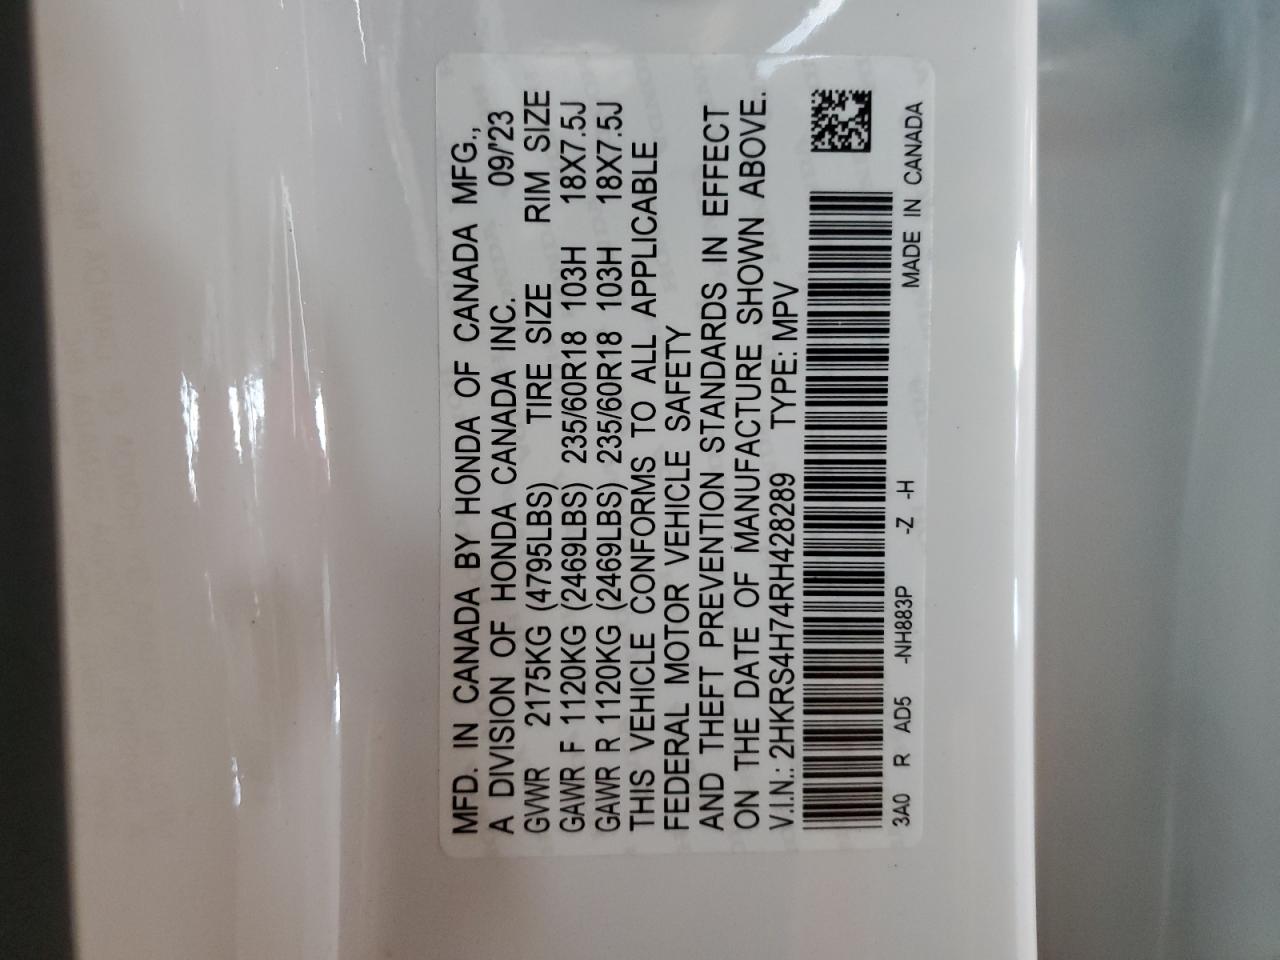 MFD. IN CANADA BY HONDA OF CANADA MFG.,
A DIVISION OF HONDA CANADA INC. 09/'23
GVWR 2175KG (4795LBS) TIRE SIZE RIM SIZE
GAWR F 1120KG (2469LBS) 235/60R18 103H 18X7.5J
GAWR R 1120KG (2469LBS) 235/60R18 103H 18X7.5J
THIS VEHICLE CONFORMS TO ALL APPLICABLE
FEDERAL MOTOR VEHICLE SAFETY
AND THEFT PREVENTION STANDARDS IN EFFECT
ON THE DATE OF MANUFACTURE SHOWN ABOVE.
V.I.N.: 2HKRS4H74RH428289 TYPE: MPV
3A0 R AD5 -NH883P -Z -H MADE IN CANADA